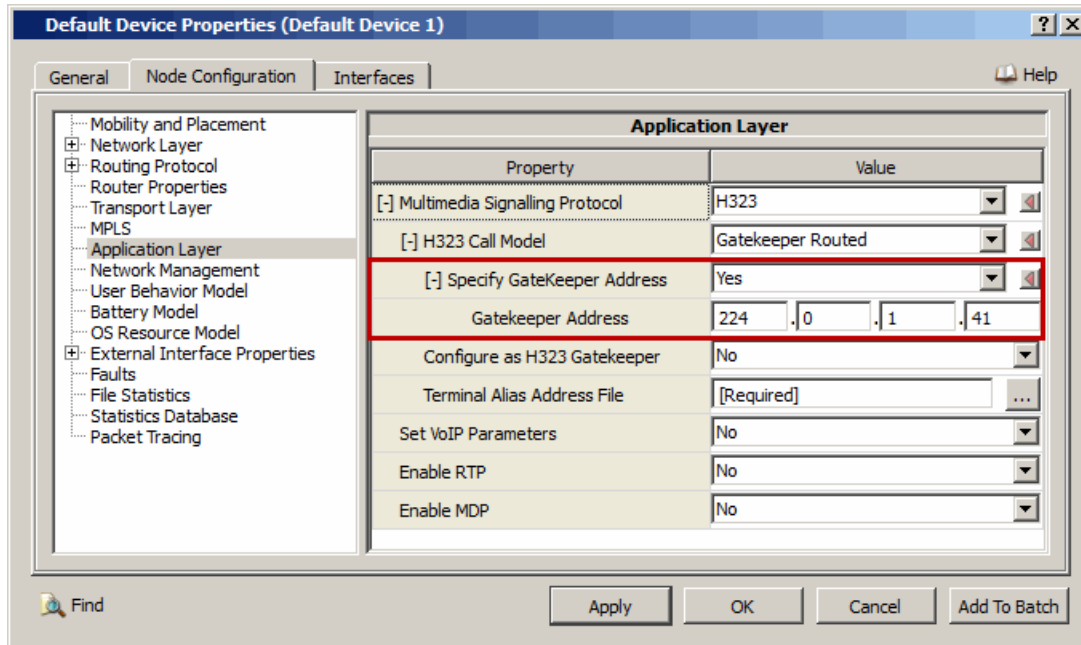 Default Device Properties (Default Device 1)
General Node Configuration Interfaces Help
Mobility and Placement
Network Layer
Routing Protocol
Router Properties
Transport Layer
MPLS
Application Layer
Network Management
User Behavior Model
Battery Model
OS Resource Model
External Interface Properties
Faults
File Statistics
Statistics Database
Packet Tracing
Application Layer
Property Value
[-] Multimedia Signalling Protocol H323
[-] H323 Call Model Gatekeeper Routed
[-] Specify GateKeeper Address Yes
Gatekeeper Address 224 . 0 . 1 . 41
Configure as H323 Gatekeeper No
Terminal Alias Address File [Required] ...
Set VoIP Parameters No
Enable RTP No
Enable MDP No
Find Apply OK Cancel Add To Batch